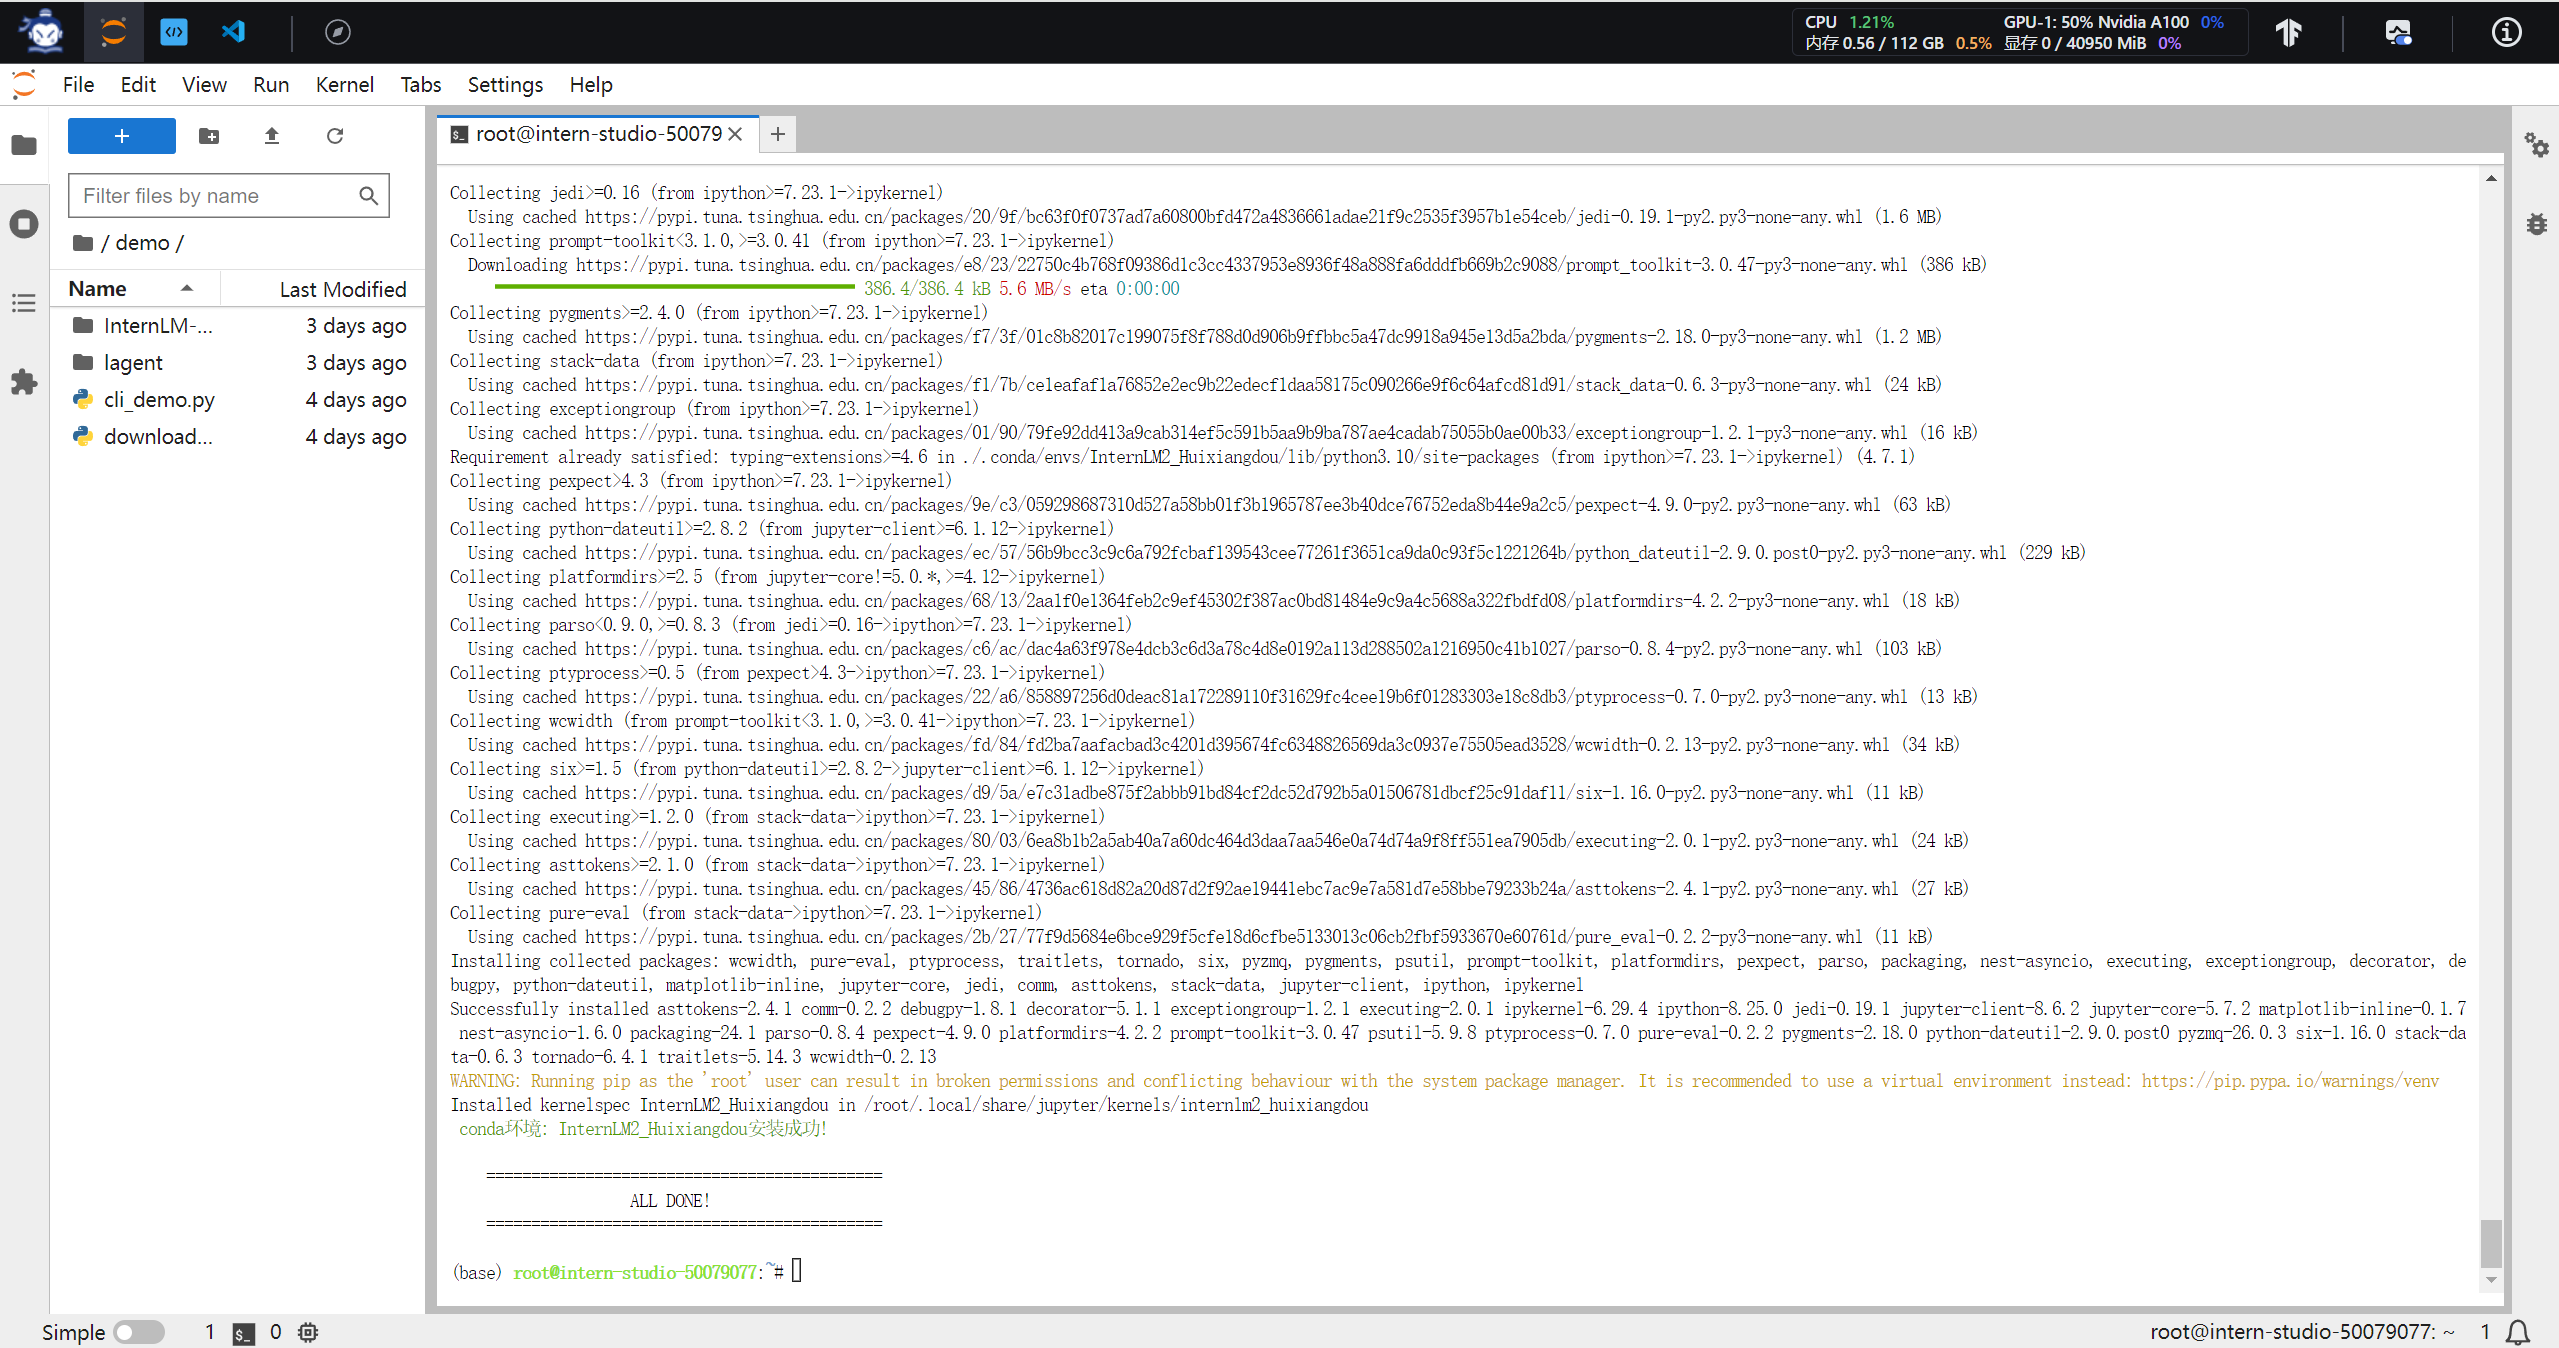 CPU 1.21%
GPU-1: 50% Nvidia A100 0%
内存 0.56 / 112 GB 0.5%
显存 0 / 40950 MiB 0%
File Edit View Run Kernel Tabs Settings Help
root@intern-studio-50079
Filter files by name
/ demo /
Name Last Modified
InternLM-... 3 days ago
lagent 3 days ago
cli_demo.py 4 days ago
download... 4 days ago
Collecting jedi>=0.16 (from ipython>=7.23.1->ipykernel)
Using cached https://pypi.tuna.tsinghua.edu.cn/packages/20/9f/bc63f0f0737ad7a60800bfd472a4836661adae21f9c2535f3957b1e54ceb/jedi-0.19.1-py2.py3-none-any.whl (1.6 MB)
Collecting prompt-toolkit<3.1.0,>=3.0.41 (from ipython>=7.23.1->ipykernel)
Downloading https://pypi.tuna.tsinghua.edu.cn/packages/e8/23/22750c4b768f09386d1c3cc4337953e8936f48a888fa6dddfb669b2c9088/prompt_toolkit-3.0.47-py3-none-any.whl (386 kB)
386.4/386.4 kB 5.6 MB/s eta 0:00:00
Collecting pygments>=2.4.0 (from ipython>=7.23.1->ipykernel)
Using cached https://pypi.tuna.tsinghua.edu.cn/packages/f7/3f/01c8b82017c199075f8f788d0d906b9ffbbc5a47dc9918a945e13d5a2bda/pygments-2.18.0-py3-none-any.whl (1.2 MB)
Collecting stack-data (from ipython>=7.23.1->ipykernel)
Using cached https://pypi.tuna.tsinghua.edu.cn/packages/f1/7b/ce1eafaf1a76852e2ec9b22edecf1daa58175c090266e9f6c64afcd81d91/stack_data-0.6.3-py3-none-any.whl (24 kB)
Collecting exceptiongroup (from ipython>=7.23.1->ipykernel)
Using cached https://pypi.tuna.tsinghua.edu.cn/packages/01/90/79fe92dd413a9cab314ef5c591b5aa9b9ba787ae4cadab75055b0ae00b33/exceptiongroup-1.2.1-py3-none-any.whl (16 kB)
Requirement already satisfied: typing-extensions>=4.6 in ./.conda/envs/InternLM2_Huixiangdou/lib/python3.10/site-packages (from ipython>=7.23.1->ipykernel) (4.7.1)
Collecting pexpect>4.3 (from ipython>=7.23.1->ipykernel)
Using cached https://pypi.tuna.tsinghua.edu.cn/packages/9e/c3/059298687310d527a58bb01f3b1965787ee3b40dce76752eda8b44e9a2c5/pexpect-4.9.0-py2.py3-none-any.whl (63 kB)
Collecting python-dateutil>=2.8.2 (from jupyter-client>=6.1.12->ipykernel)
Using cached https://pypi.tuna.tsinghua.edu.cn/packages/ec/57/56b9bcc3c9c6a792fcbaf139543cee77261f3651ca9da0c93f5c1221264b/python_dateutil-2.9.0.post0-py2.py3-none-any.whl (229 kB)
Collecting platformdirs>=2.5 (from jupyter-core!=5.0.*,>=4.12->ipykernel)
Using cached https://pypi.tuna.tsinghua.edu.cn/packages/68/13/2aa1f0e1364feb2c9ef45302f387ac0bd81484e9c9a4c5688a322fbdfd08/platformdirs-4.2.2-py3-none-any.whl (18 kB)
Collecting parso<0.9.0,>=0.8.3 (from jedi>=0.16->ipython>=7.23.1->ipykernel)
Using cached https://pypi.tuna.tsinghua.edu.cn/packages/c6/ac/dac4a63f978e4dcb3c6d3a78c4d8e0192a113d288502a1216950c41b1027/parso-0.8.4-py2.py3-none-any.whl (103 kB)
Collecting ptyprocess>=0.5 (from pexpect>4.3->ipython>=7.23.1->ipykernel)
Using cached https://pypi.tuna.tsinghua.edu.cn/packages/22/a6/858897256d0deac81a172289110f31629fc4cee19b6f01283303e18c8db3/ptyprocess-0.7.0-py2.py3-none-any.whl (13 kB)
Collecting wcwidth (from prompt-toolkit<3.1.0,>=3.0.41->ipython>=7.23.1->ipykernel)
Using cached https://pypi.tuna.tsinghua.edu.cn/packages/fd/84/fd2ba7aafacbad3c4201d395674fc6348826569da3c0937e75505ead3528/wcwidth-0.2.13-py2.py3-none-any.whl (34 kB)
Collecting six>=1.5 (from python-dateutil>=2.8.2->jupyter-client>=6.1.12->ipykernel)
Using cached https://pypi.tuna.tsinghua.edu.cn/packages/d9/5a/e7c31adbe875f2abbb91bd84cf2dc52d792b5a01506781dbcf25c91daf11/six-1.16.0-py2.py3-none-any.whl (11 kB)
Collecting executing>=1.2.0 (from stack-data->ipython>=7.23.1->ipykernel)
Using cached https://pypi.tuna.tsinghua.edu.cn/packages/80/03/6ea8b1b2a5ab40a7a60dc464d3daa7aa546e0a74d74a9f8ff551ea7905db/executing-2.0.1-py2.py3-none-any.whl (24 kB)
Collecting asttokens>=2.1.0 (from stack-data->ipython>=7.23.1->ipykernel)
Using cached https://pypi.tuna.tsinghua.edu.cn/packages/45/86/4736ac618d82a20d87d2f92ae19441ebc7ac9e7a581d7e58bbe79233b24a/asttokens-2.4.1-py2.py3-none-any.whl (27 kB)
Collecting pure-eval (from stack-data->ipython>=7.23.1->ipykernel)
Using cached https://pypi.tuna.tsinghua.edu.cn/packages/2b/27/77f9d5684e6bce929f5cfe18d6cfbe5133013c06cb2fbf5933670e60761d/pure_eval-0.2.2-py3-none-any.whl (11 kB)
Installing collected packages: wcwidth, pure-eval, ptyprocess, traitlets, tornado, six, pyzmq, pygments, psutil, prompt-toolkit, platformdirs, pexpect, parso, packaging, nest-asyncio, executing, exceptiongroup, decorator, de
bugpy, python-dateutil, matplotlib-inline, jupyter-core, jedi, comm, asttokens, stack-data, jupyter-client, ipython, ipykernel
Successfully installed asttokens-2.4.1 comm-0.2.2 debugpy-1.8.1 decorator-5.1.1 exceptiongroup-1.2.1 executing-2.0.1 ipykernel-6.29.4 ipython-8.25.0 jedi-0.19.1 jupyter-client-8.6.2 jupyter-core-5.7.2 matplotlib-inline-0.1.7
nest-asyncio-1.6.0 packaging-24.1 parso-0.8.4 pexpect-4.9.0 platformdirs-4.2.2 prompt-toolkit-3.0.47 psutil-5.9.8 ptyprocess-0.7.0 pure-eval-0.2.2 pygments-2.18.0 python-dateutil-2.9.0.post0 pyzmq-26.0.3 six-1.16.0 stack-da
ta-0.6.3 tornado-6.4.1 traitlets-5.14.3 wcwidth-0.2.13
WARNING: Running pip as the 'root' user can result in broken permissions and conflicting behaviour with the system package manager. It is recommended to use a virtual environment instead: https://pip.pypa.io/warnings/venv
Installed kernelspec InternLM2_Huixiangdou in /root/.local/share/jupyter/kernels/internlm2_huixiangdou
conda环境: InternLM2_Huixiangdou安装成功!
============================================
ALL DONE!
============================================
(base) root@intern-studio-50079077:~#
Simple 1 0
root@intern-studio-50079077: ~ 1